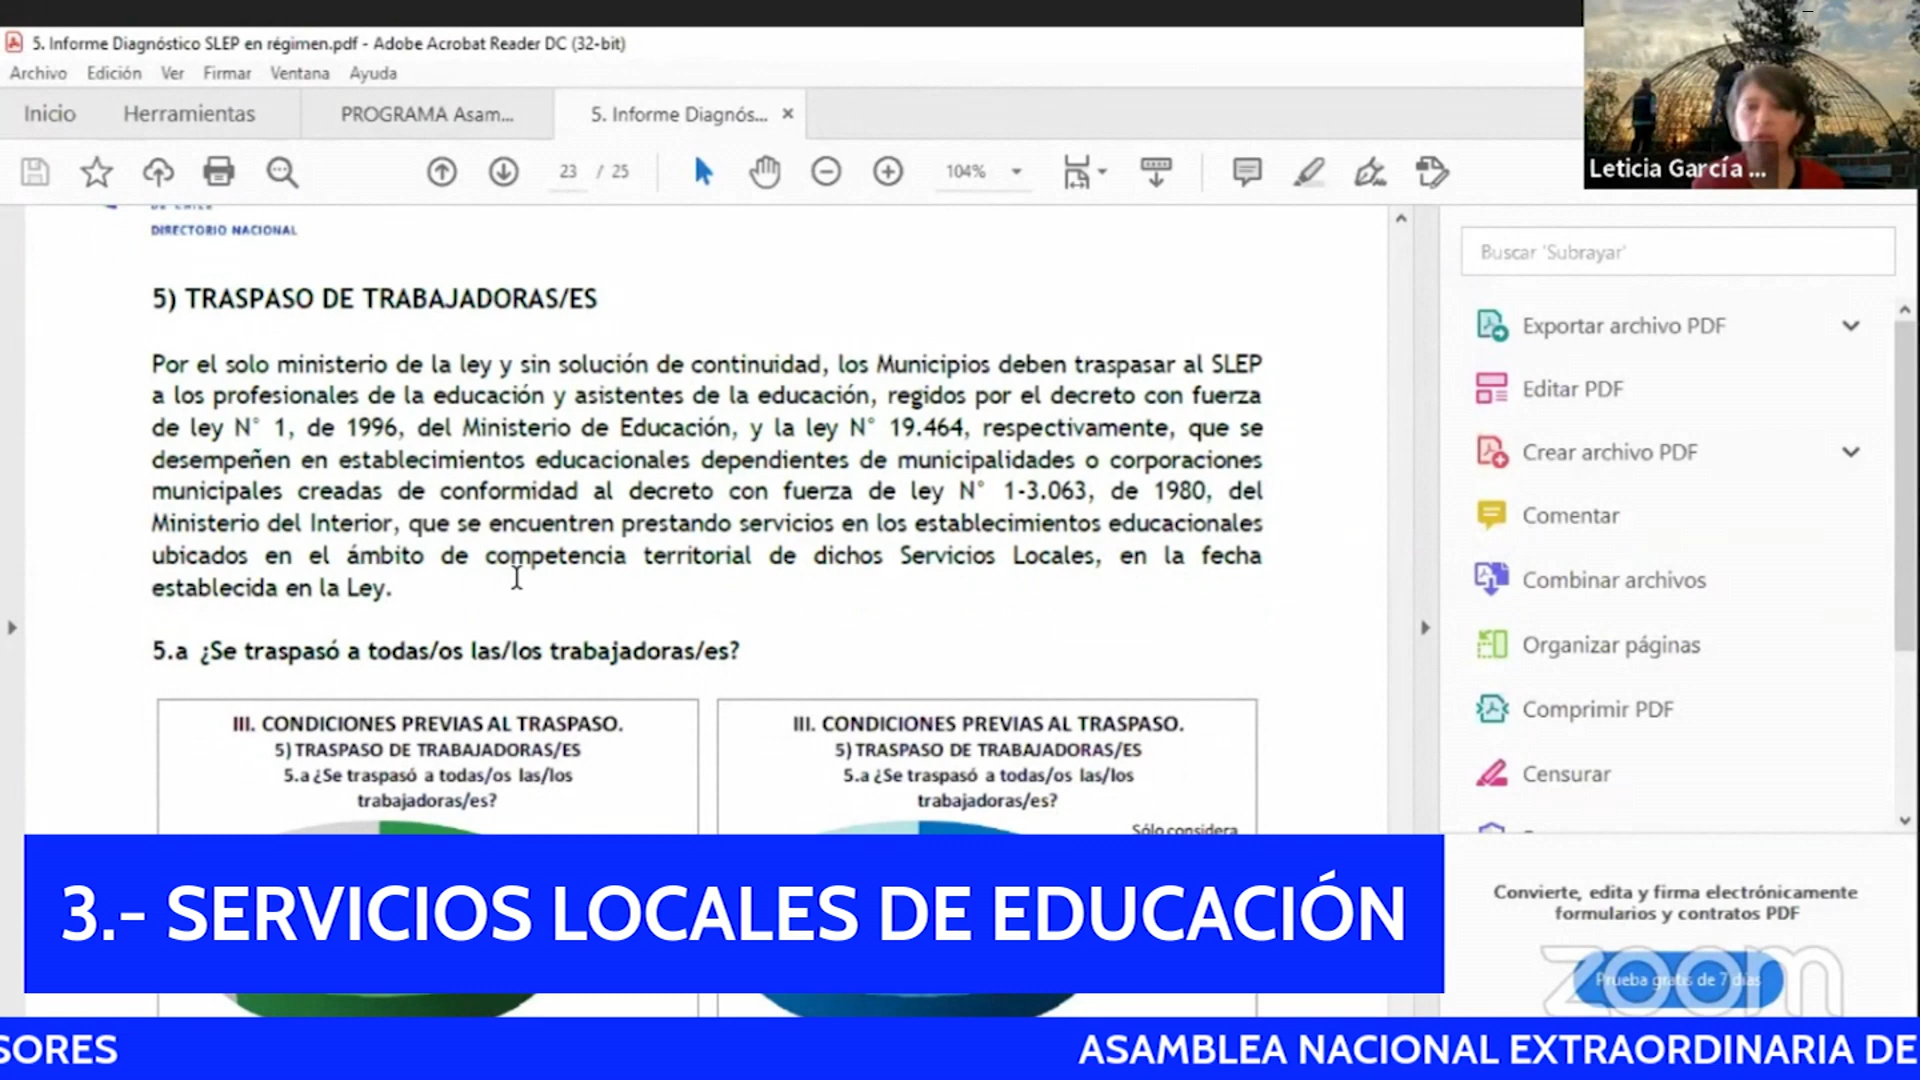 5. Informe Diagnóstico SLEP en régimen.pdf - Adobe Acrobat Reader DC (32-bit)
Archivo Edición Ver Firmar Ventana Ayuda
Inicio Herramientas PROGRAMA Asam... 5. Informe Diagnós... ×
23 / 25 104%
Leticia García ...
DE CHILE
DIRECTORIO NACIONAL
5) TRASPASO DE TRABAJADORAS/ES
Por el solo ministerio de la ley y sin solución de continuidad, los Municipios deben traspasar al SLEP
a los profesionales de la educación y asistentes de la educación, regidos por el decreto con fuerza
de ley N° 1, de 1996, del Ministerio de Educación, y la ley N° 19.464, respectivamente, que se
desempeñen en establecimientos educacionales dependientes de municipalidades o corporaciones
municipales creadas de conformidad al decreto con fuerza de ley N° 1-3.063, de 1980, del
Ministerio del Interior, que se encuentren prestando servicios en los establecimientos educacionales
ubicados en el ámbito de competencia territorial de dichos Servicios Locales, en la fecha
establecida en la Ley.
5.a ¿Se traspasó a todas/os las/los trabajadoras/es?
III. CONDICIONES PREVIAS AL TRASPASO.
5) TRASPASO DE TRABAJADORAS/ES
5.a ¿Se traspasó a todas/os las/los
trabajadoras/es?
III. CONDICIONES PREVIAS AL TRASPASO.
5) TRASPASO DE TRABAJADORAS/ES
5.a ¿Se traspasó a todas/os las/los
trabajadoras/es?
Sólo considera
Buscar 'Subrayar'
Exportar archivo PDF
Editar PDF
Crear archivo PDF
Comentar
Combinar archivos
Organizar páginas
Comprimir PDF
Censurar
Convierte, edita y firma electrónicamente
formularios y contratos PDF
Prueba gratis de 7 días
zoom
3.- SERVICIOS LOCALES DE EDUCACIÓN
SORES ASAMBLEA NACIONAL EXTRAORDINARIA DE